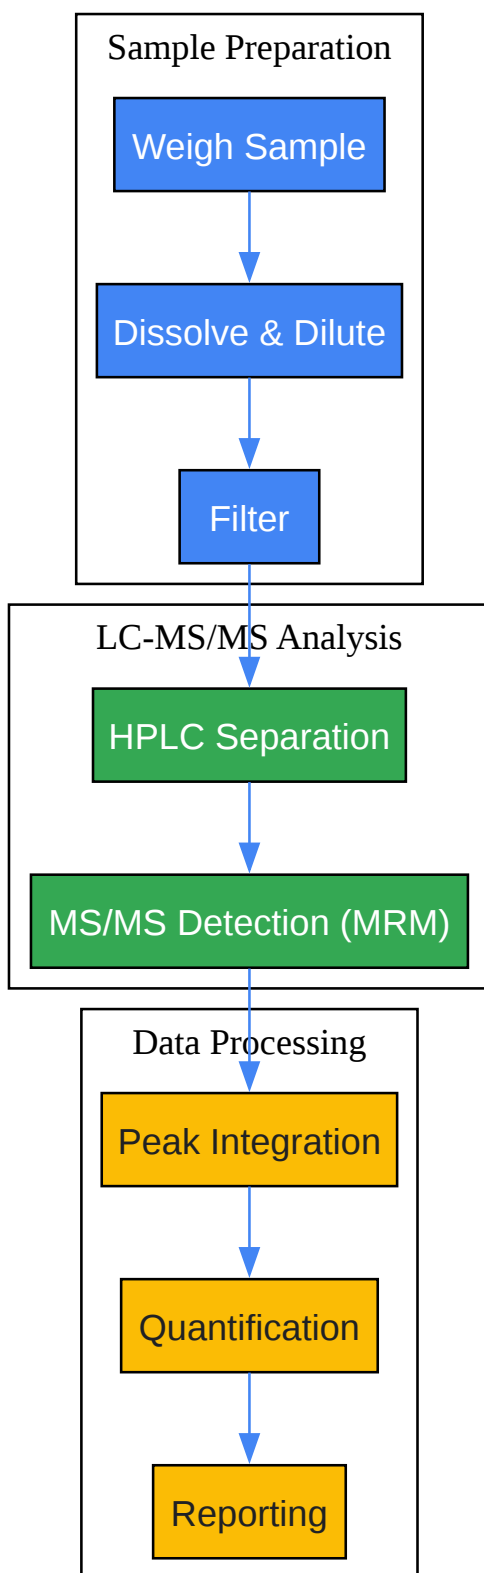 Sample Preparation
Weigh Sample
Dissolve & Dilute
Filter
LC-MS/MS Analysis
HPLC Separation
MS/MS Detection (MRM)
Data Processing
Peak Integration
Quantification
Reporting